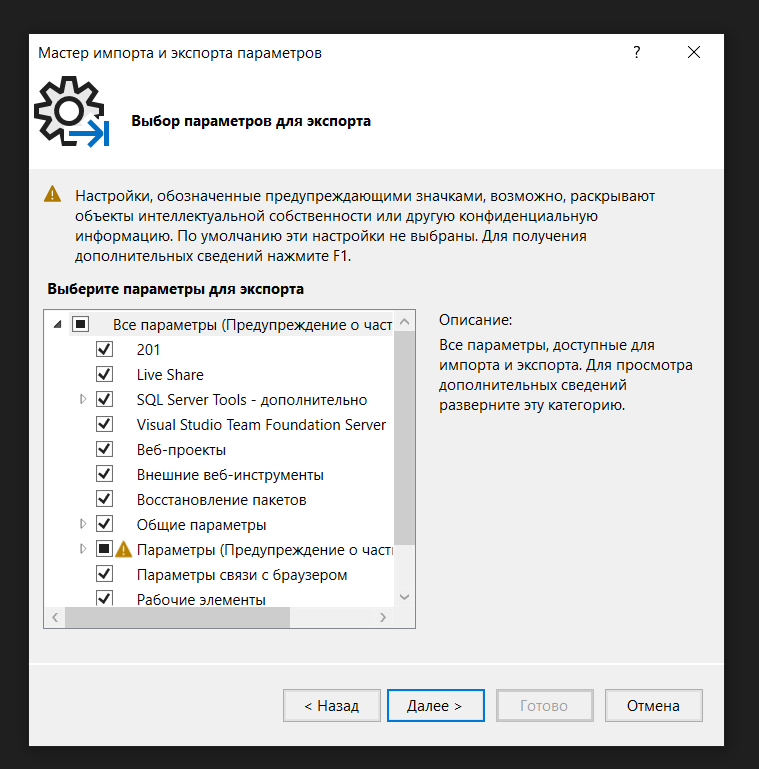 Мастер импорта и экспорта параметров
?
Выбор параметров для экспорта
Настройки, обозначенные предупреждающими значками, возможно, раскрывают
объекты интеллектуальной собственности или другую конфиденциальную
информацию. По умолчанию эти настройки не выбраны. Для получения
дополнительных сведений нажмите F1.
Выберите параметры для экспорта
Все параметры (Предупреждение о част
201
Live Share
SQL Server Tools - дополнительно
Visual Studio Team Foundation Server
Веб-проекты
Внешние веб-инструменты
Восстановление пакетов
Общие параметры
Параметры (Предупреждение о части
Параметры связи с браузером
Рабочие элементы
Описание:
Все параметры, доступные для
импорта и экспорта. Для просмотра
дополнительных сведений
разверните эту категорию.
< Назад
Далее >
Готово
Отмена